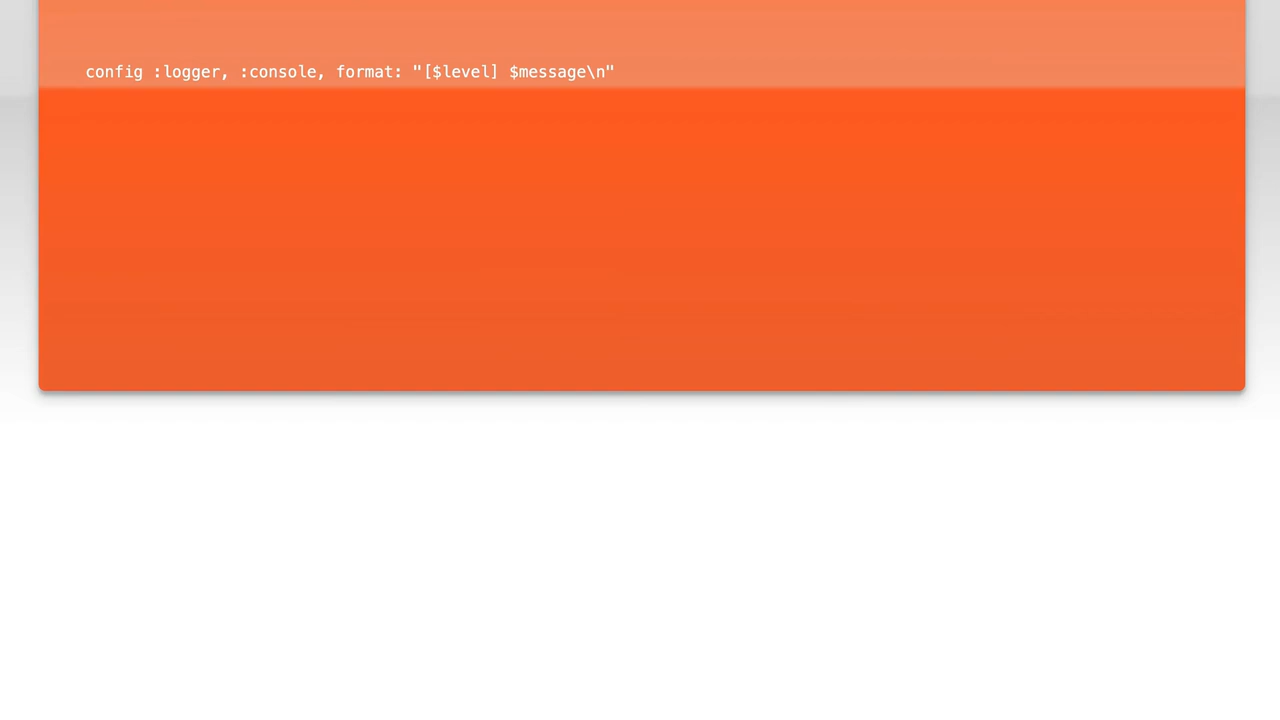 config :logger, :console, format: "[$level] $message\n"